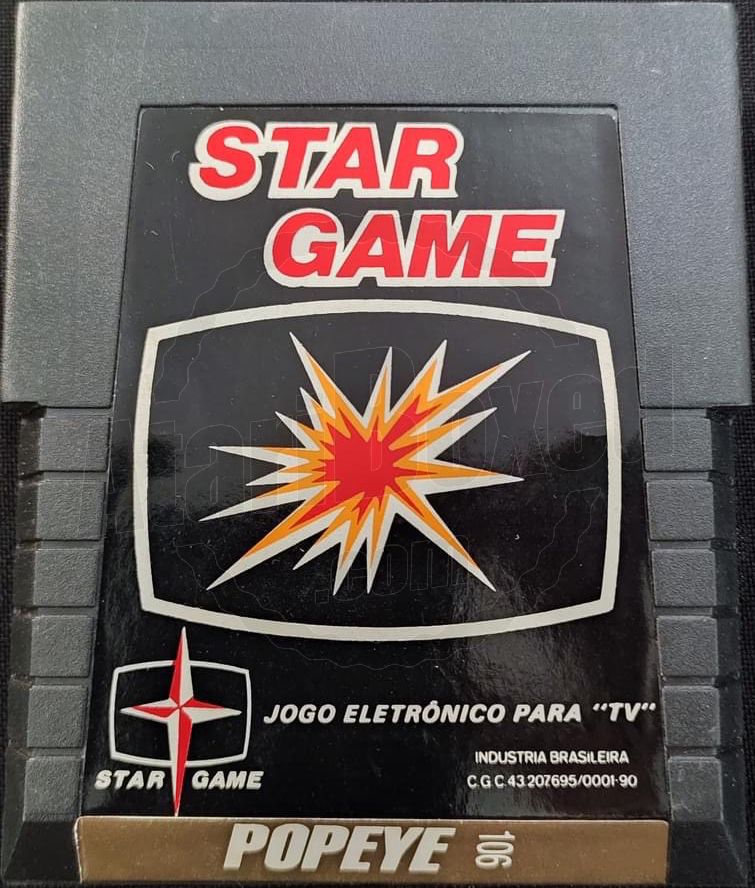 STAR
GAME
JOGO ELETRÔNICO PARA "TV"
STAR GAME
INDUSTRIA BRASILEIRA
C.G.C. 43.207695/0001-90
POPEYE 106